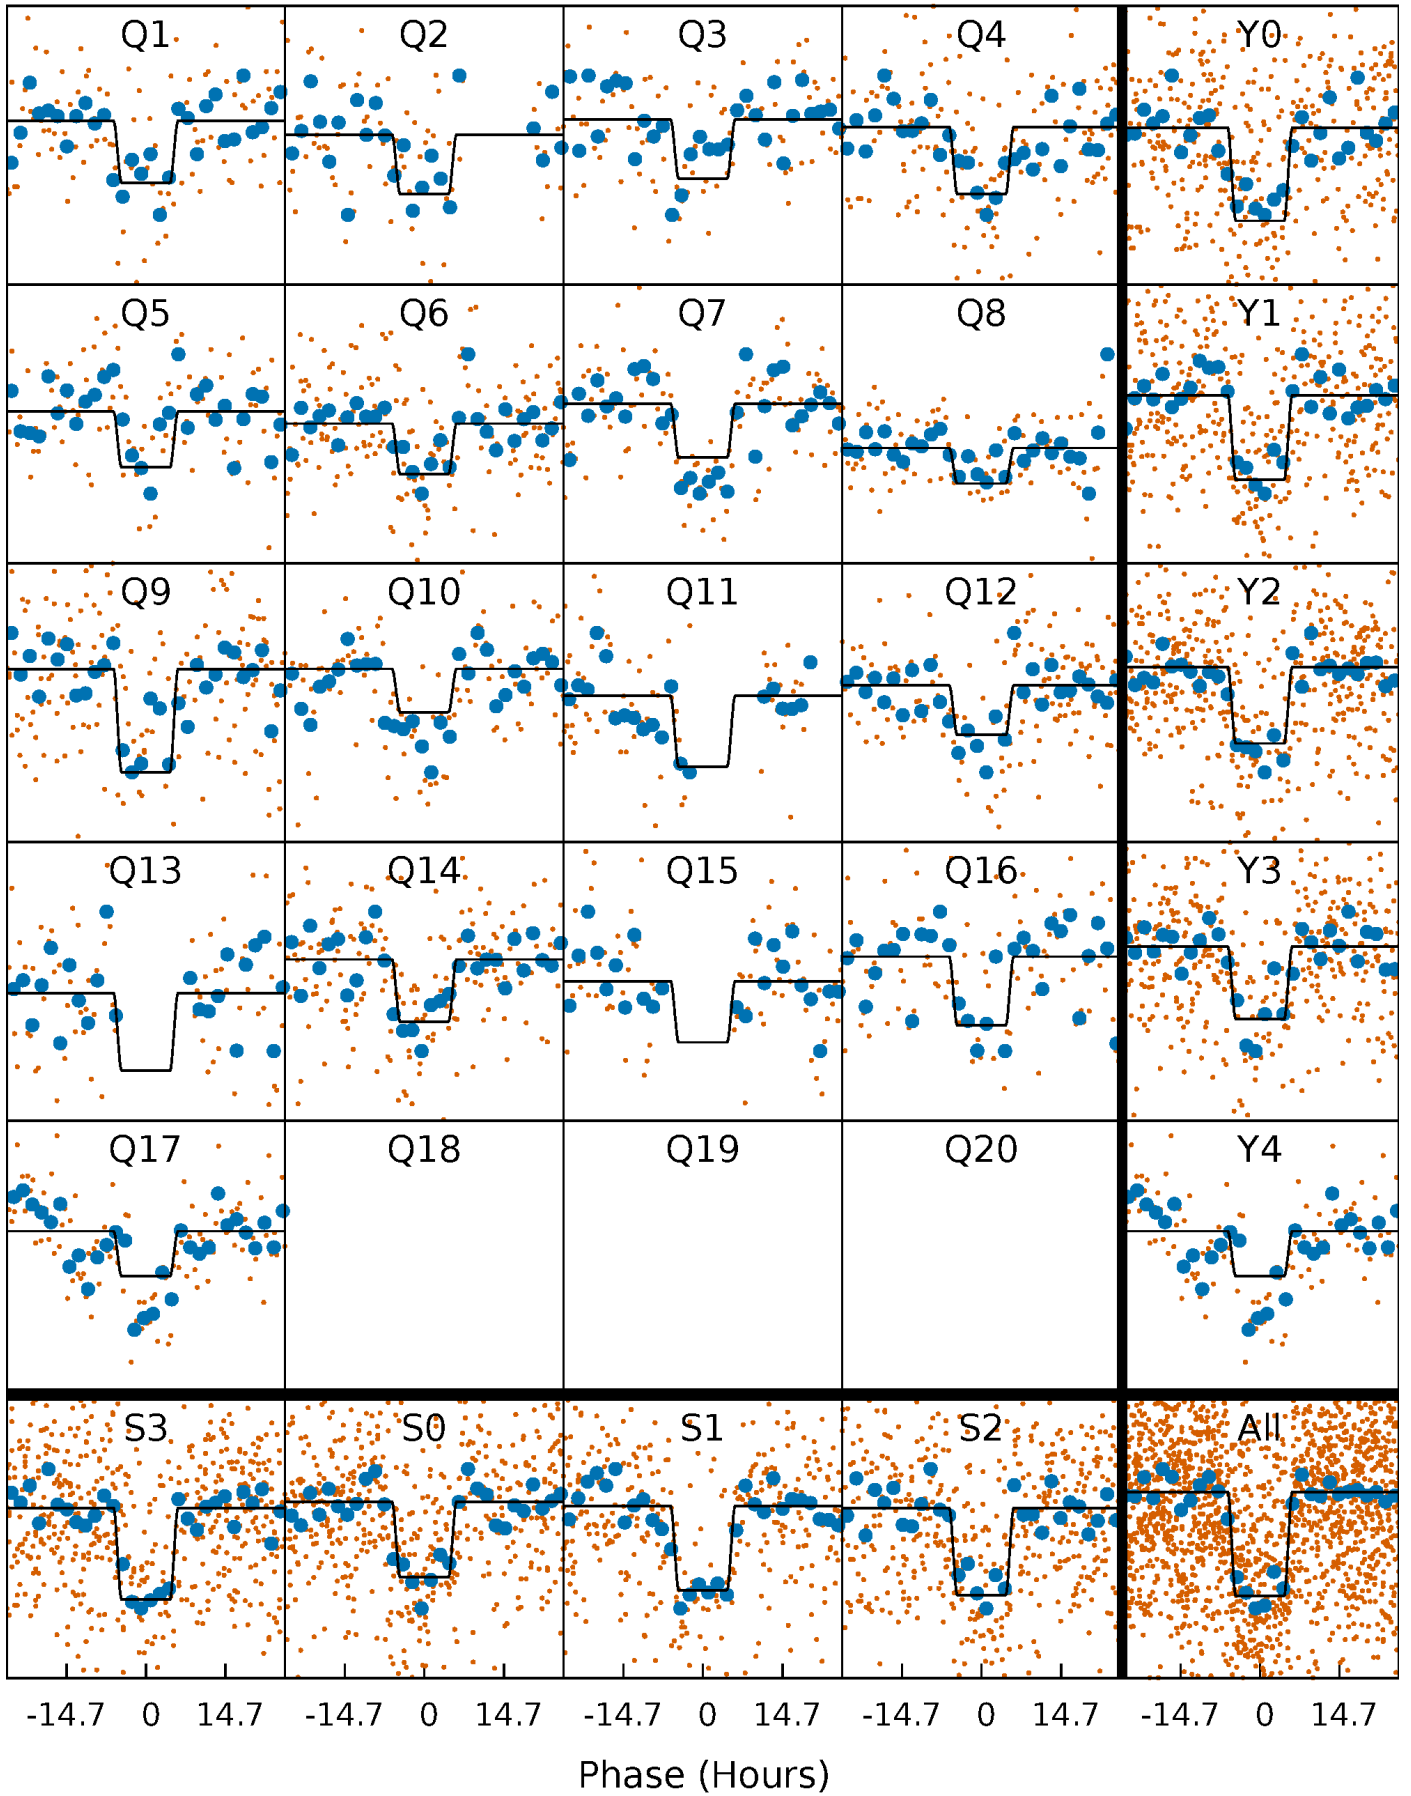 Q1 Q2 Q3 Q4 Y0
Q5 Q6 Q7 Q8 Y1
Q9 Q10 Q11 Q12 Y2
Q13 Q14 Q15 Q16 Y3
Q17 Q18 Q19 Q20 Y4
S3 S0 S1 S2 All
-14.7 0 14.7 -14.7 0 14.7 -14.7 0 14.7 -14.7 0 14.7 -14.7 0 14.7
Phase (Hours)